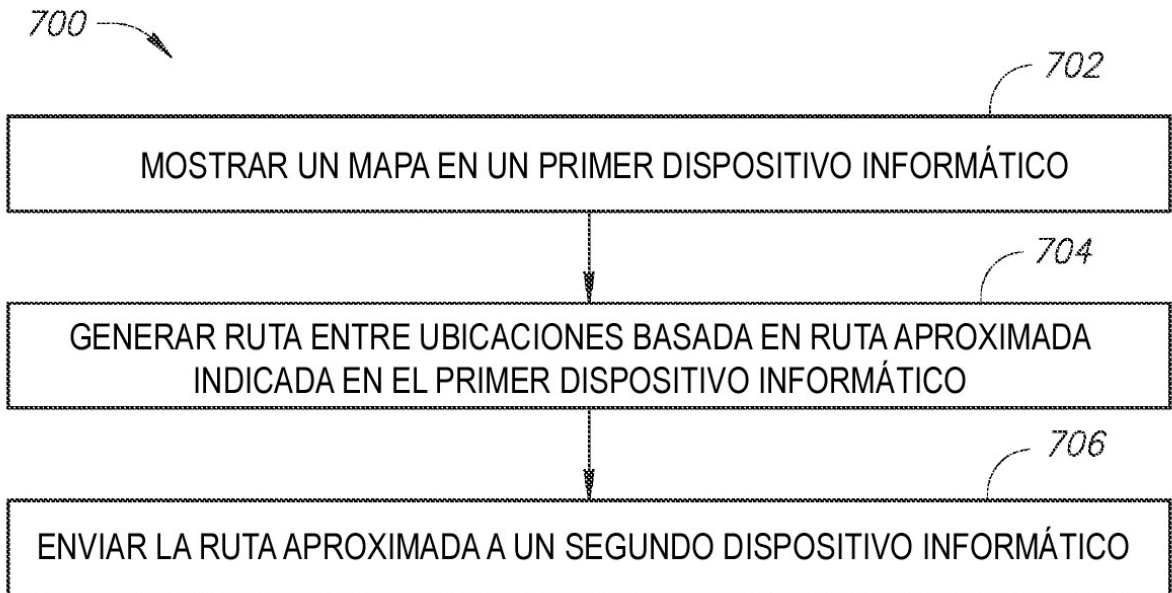 700
702
MOSTRAR UN MAPA EN UN PRIMER DISPOSITIVO INFORMÁTICO
704
GENERAR RUTA ENTRE UBICACIONES BASADA EN RUTA APROXIMADA
INDICADA EN EL PRIMER DISPOSITIVO INFORMÁTICO
706
ENVIAR LA RUTA APROXIMADA A UN SEGUNDO DISPOSITIVO INFORMÁTICO